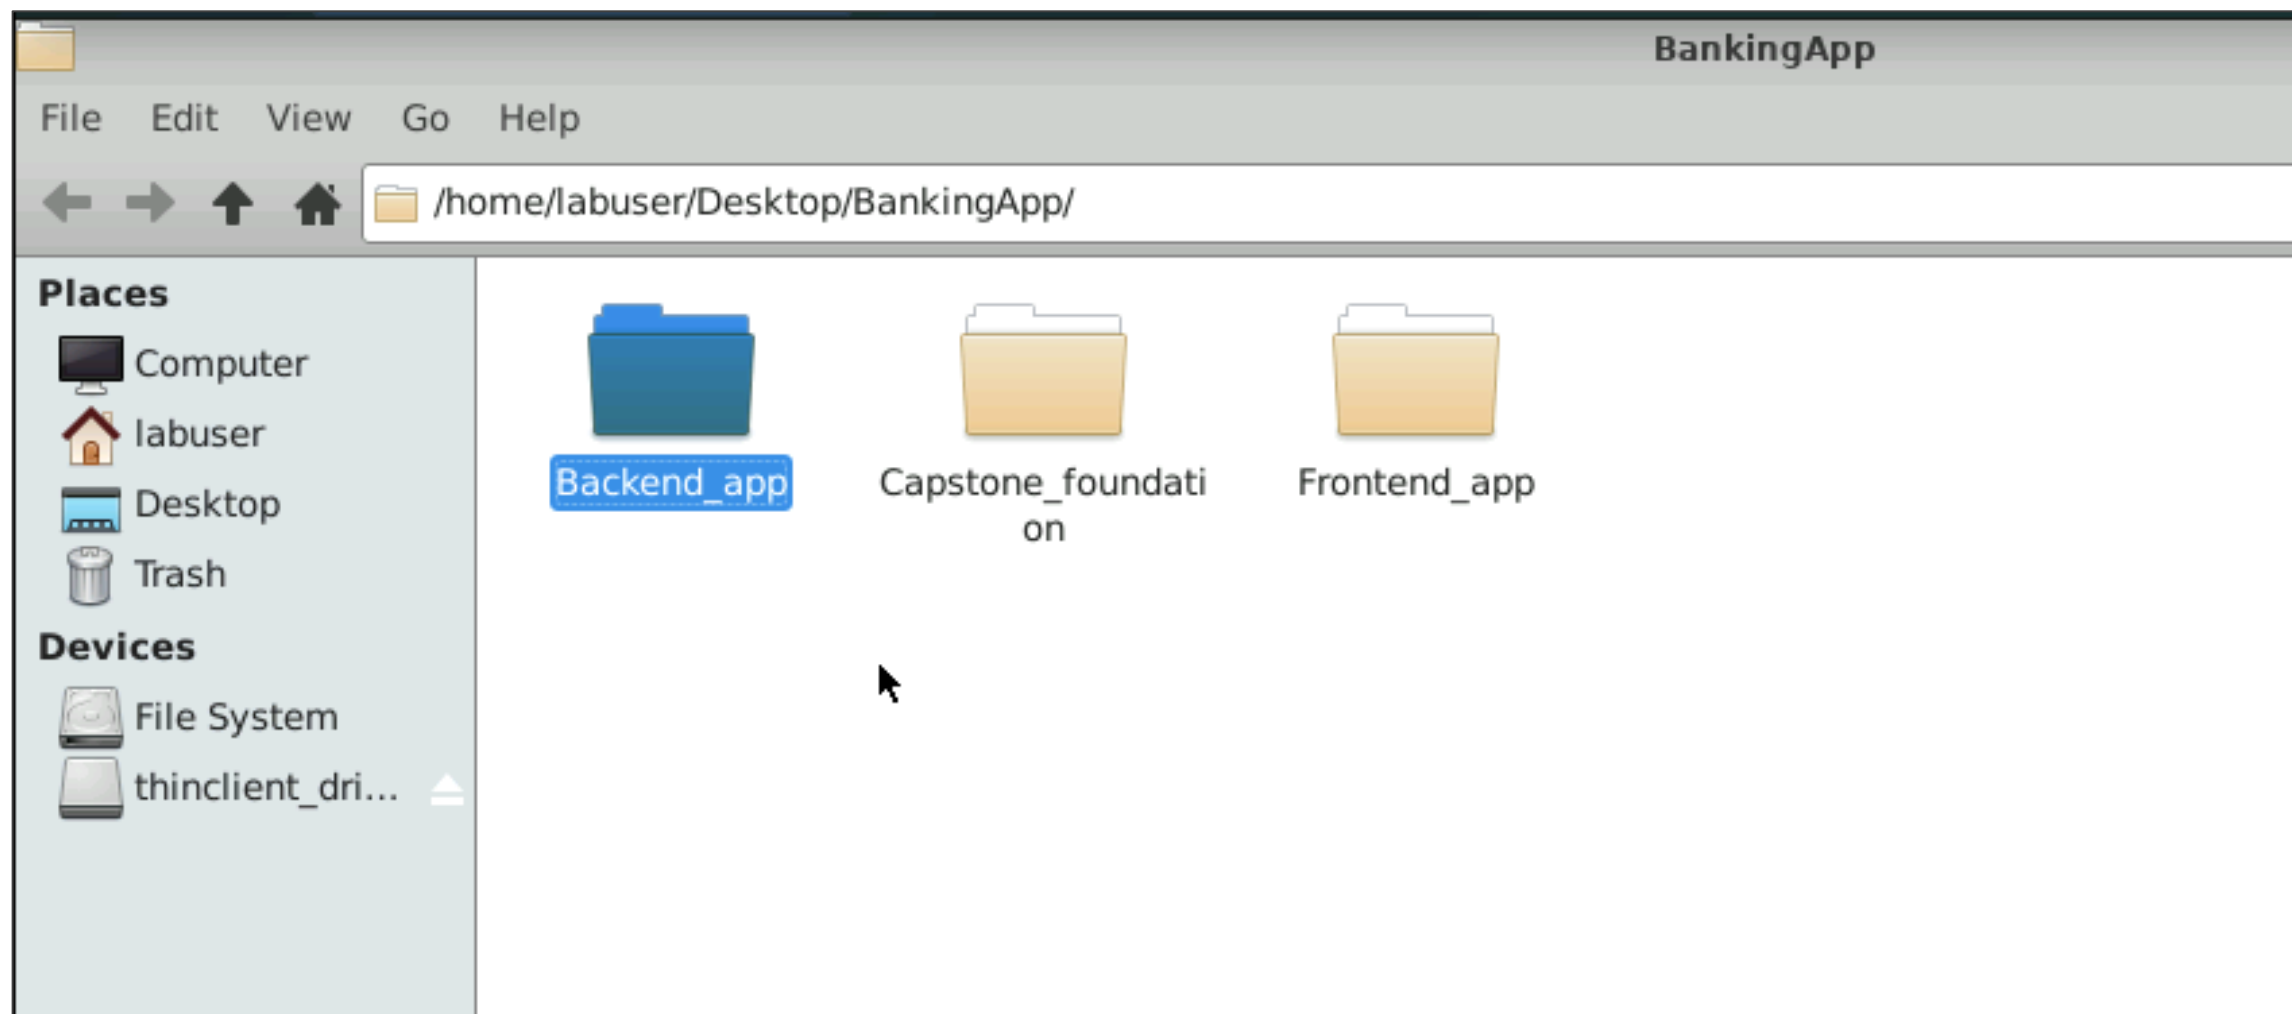 BankingApp
File Edit View Go Help
/home/labuser/Desktop/BankingApp/
Places
Computer
labuser
Desktop
Trash
Devices
File System
thinclient_dri...
Backend_app
Capstone_foundati
on
Frontend_app